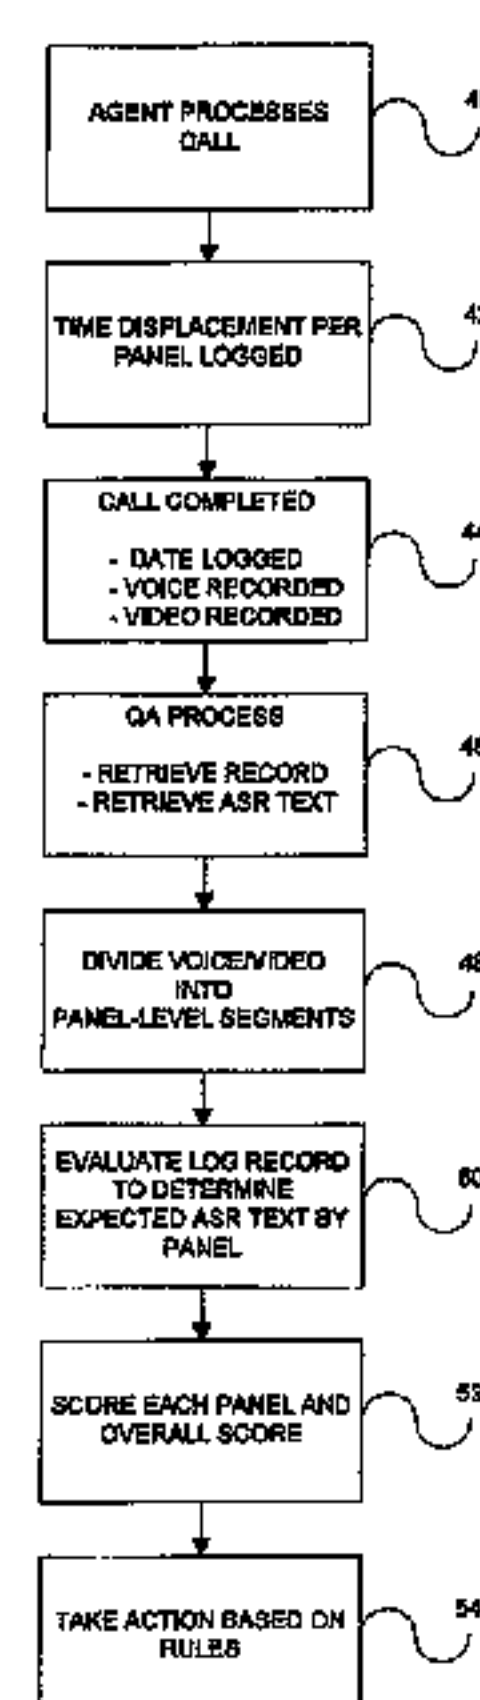 AGENT PROCESSES
CALL
TIME DISPLACEMENT PER
PANEL LOGGED
CALL COMPLETED
44
- DATE LOGGED
- VOICE RECORDED
- VIDEO RECORDED
QA PROCESS
- RETRIEVE RECORD
- RETRIEVE ASR TEXT
DIVIDE VOICE/VIDEO
INTO
PANEL-LEVEL SEGMENTS
EVALUATE LOG RECORD
TO DETERMINE
50
EXPECTED ASR TEXT BY
PANEL
SCORE EACH PANEL AND
OVERALL SCORE
54
TAKE ACTION BASED ON
RULES